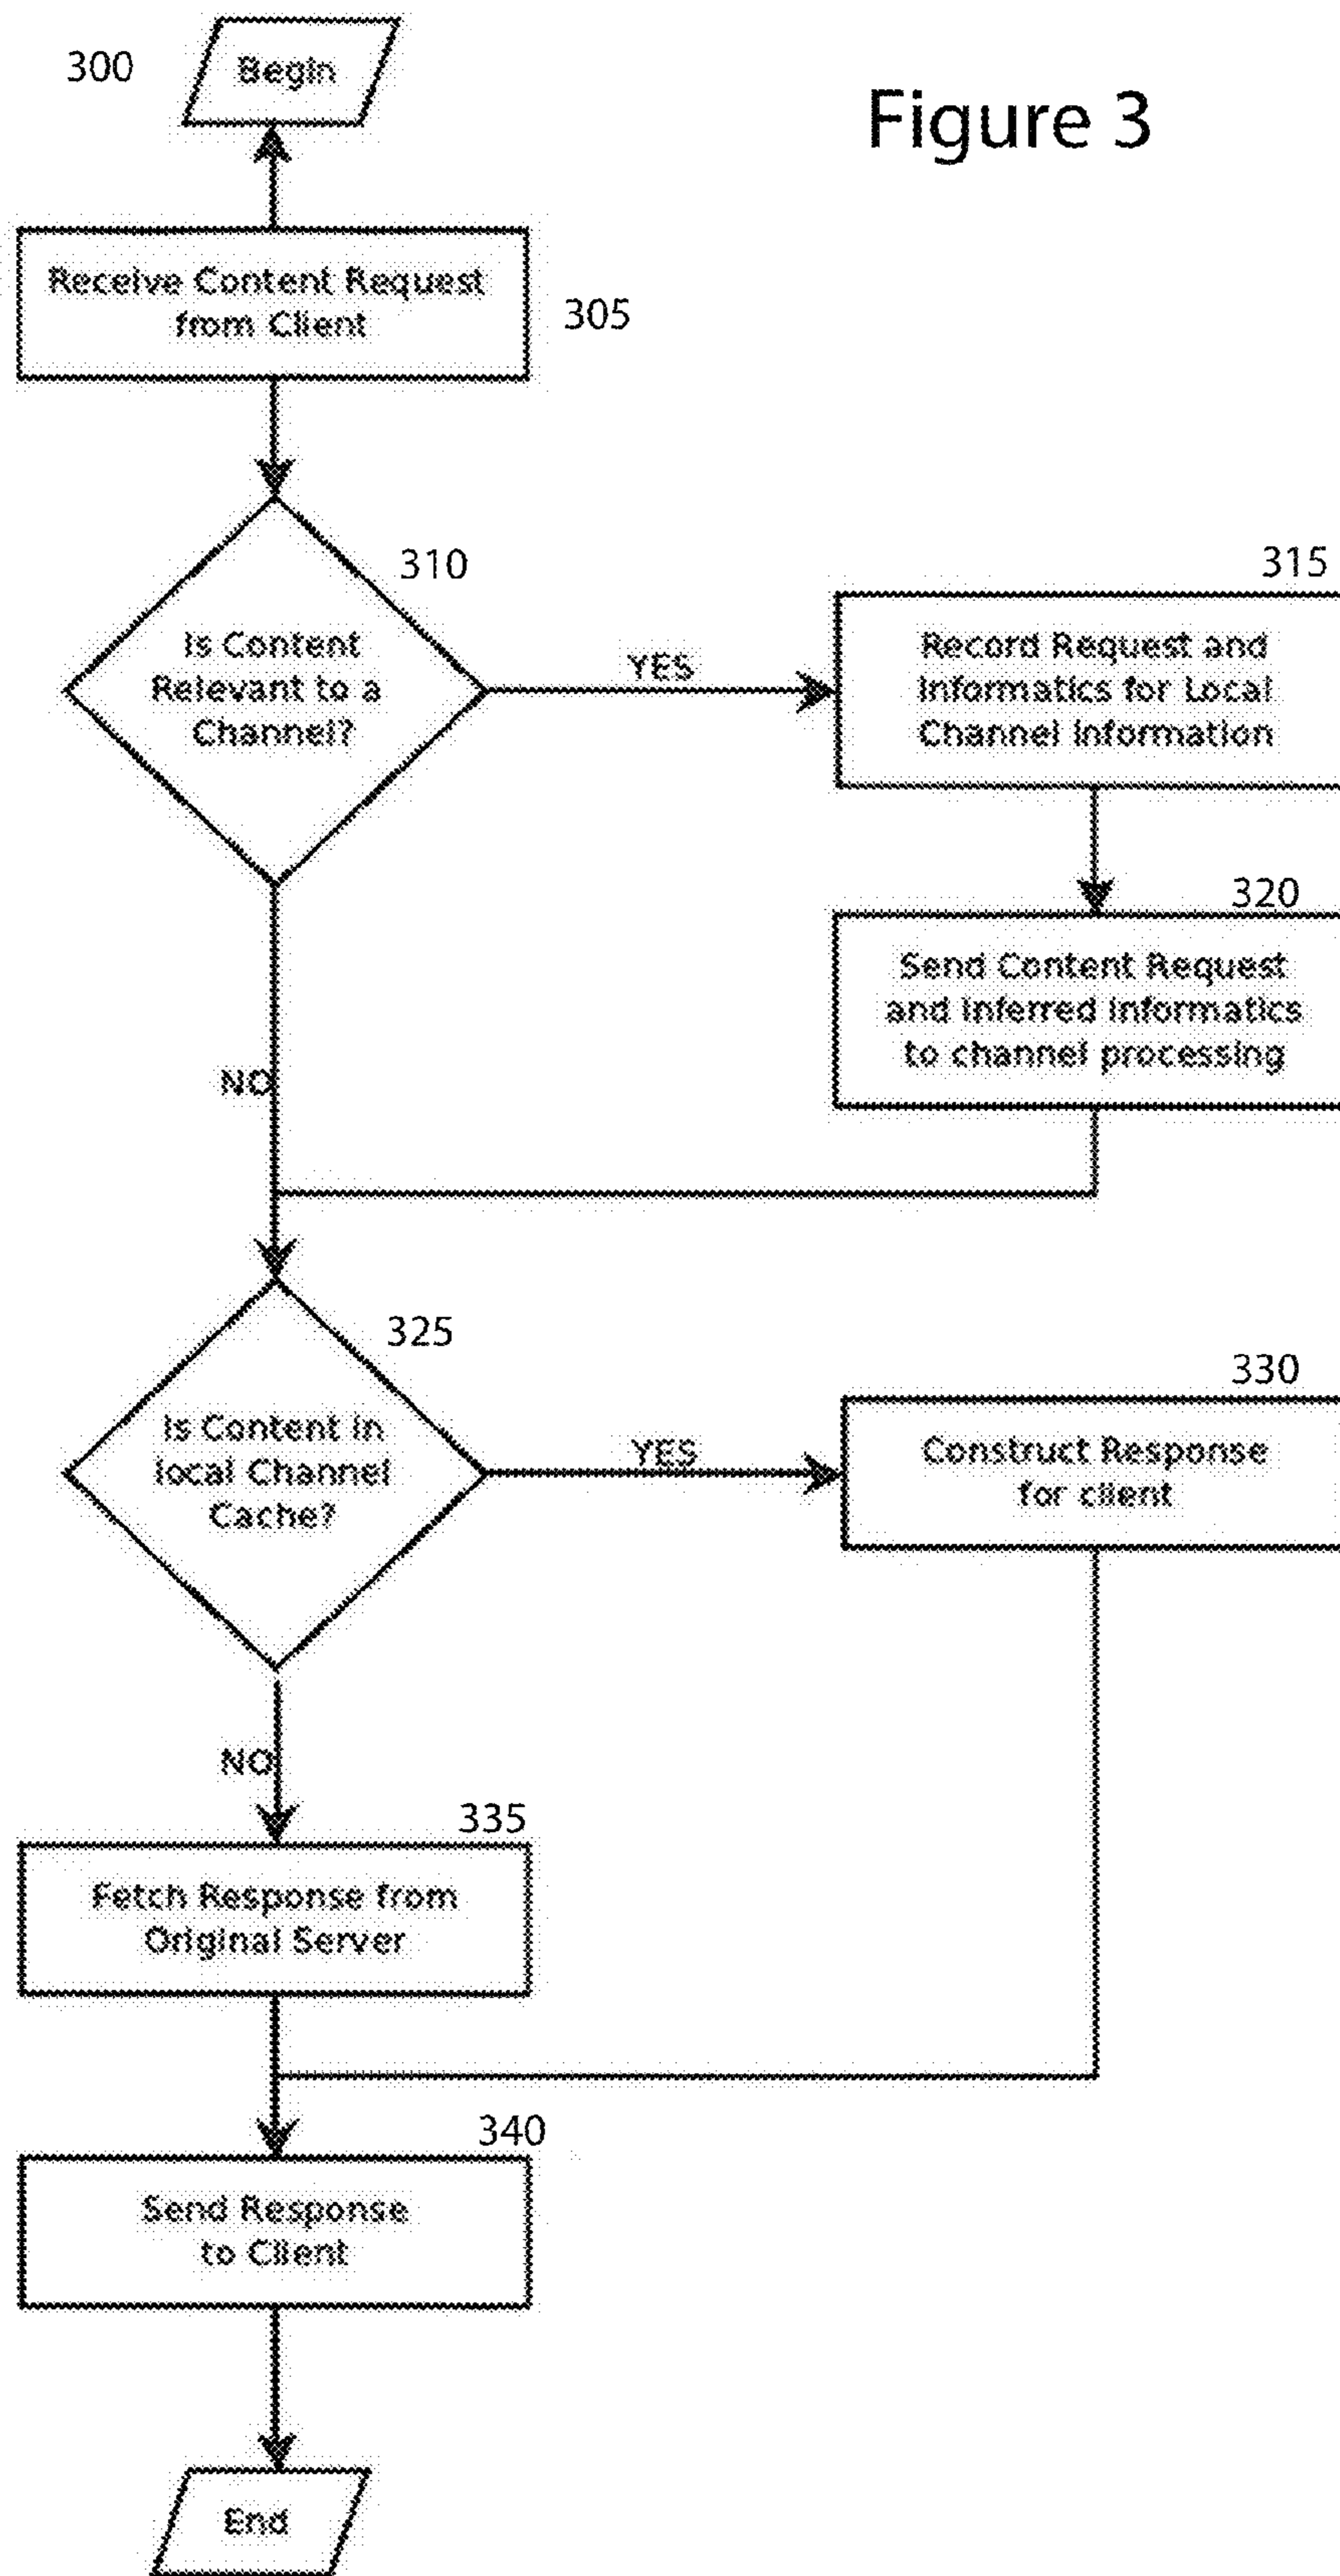 300
Begin
Figure 3
Receive Content Request
from Client
305
310
Is Content
Relevant to a
Channel?
YES
315
Record Request and
Informatics for Local
Channel Information
320
Send Content Request
and Inferred informatics
to channel processing
NO
325
Is Content in
local Channel
Cache?
YES
330
Construct Response
for client
NO
335
Fetch Response from
Original Server
340
Send Response
to Client
End